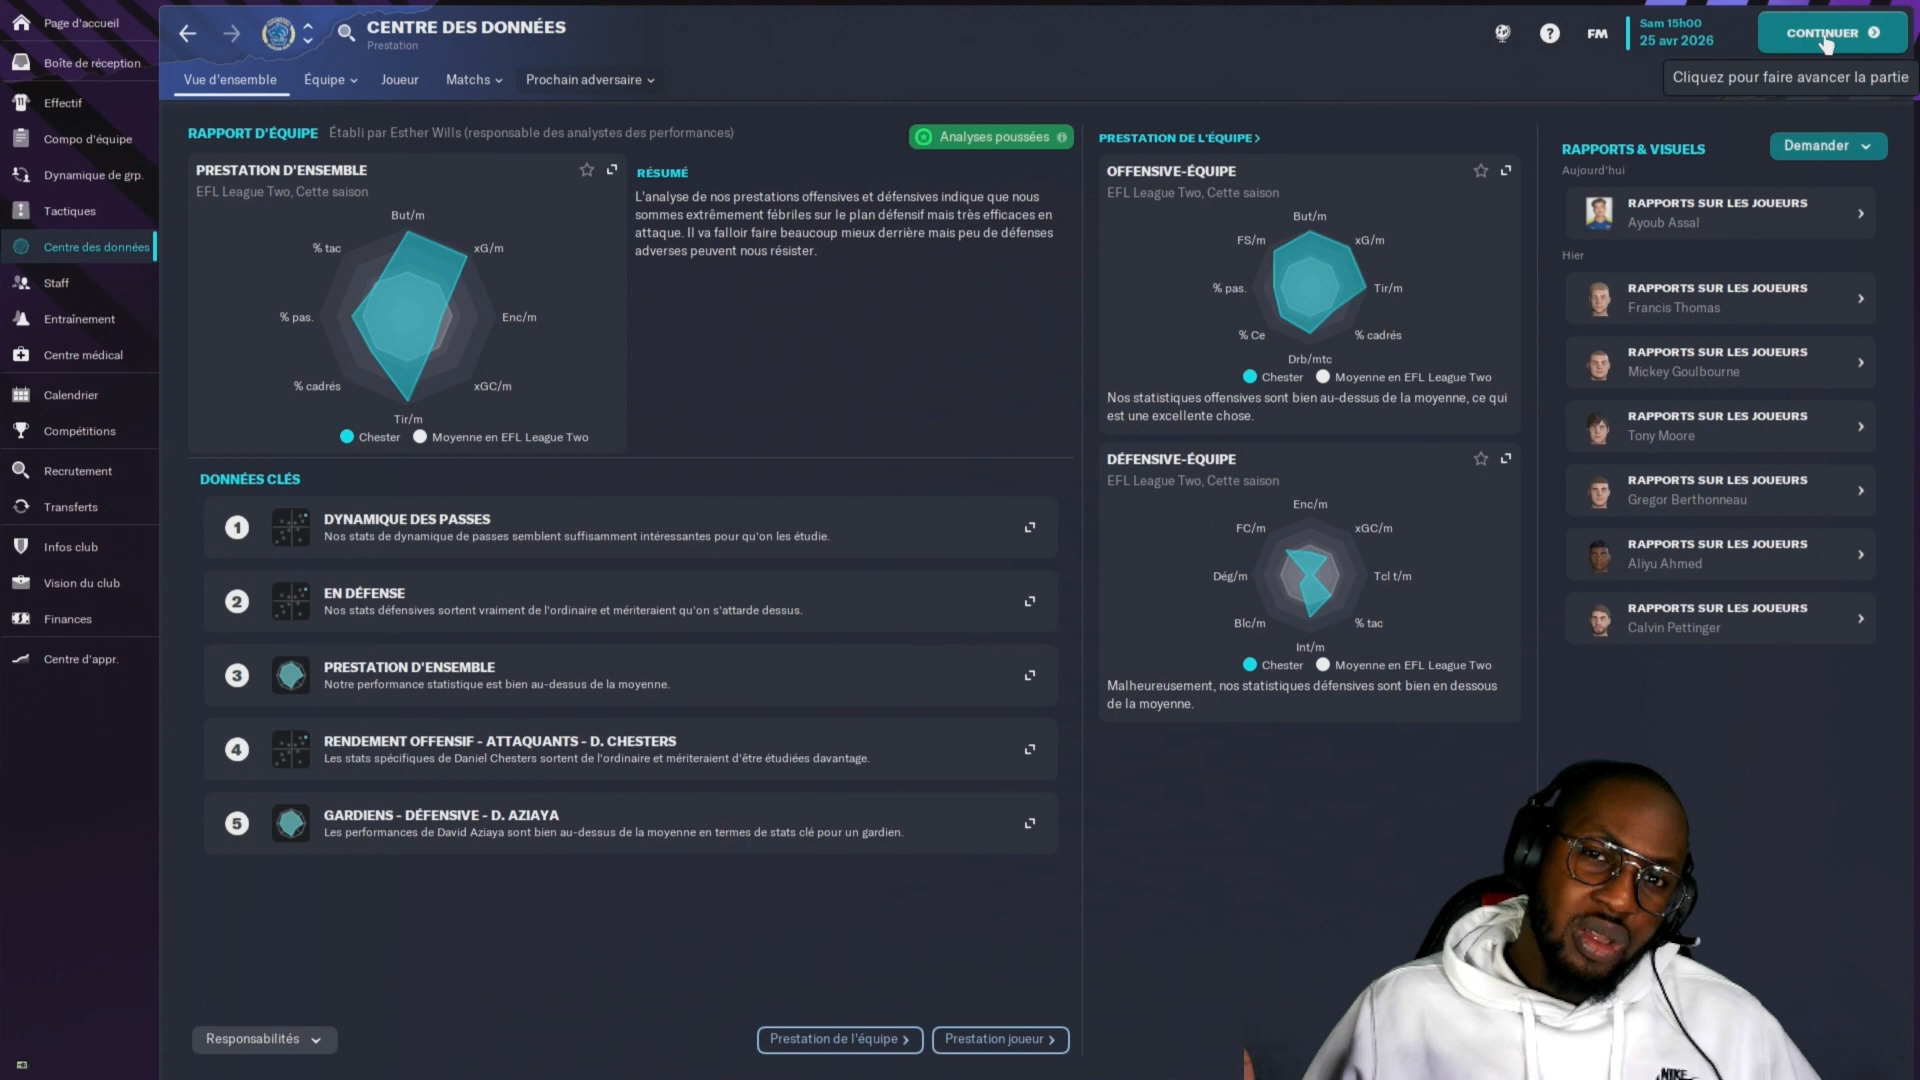 Page d'accueil
Boîte de réception
Effectif
Compo d'équipe
Dynamique de grp.
Tactiques
Centre des données
Staff
Entraînement
Centre médical
Calendrier
Compétitions
Recrutement
Transferts
Infos club
Vision du club
Finances
Centre d'appr.
CENTRE DES DONNÉES
Prestation
FM
Sam 15h00
25 avr 2026
CONTINUER
Cliquez pour faire avancer la partie
Vue d'ensemble
Équipe
Joueur
Matchs
Prochain adversaire
RAPPORT D'ÉQUIPE
Établi par Esther Wills (responsable des analystes des performances)
Analyses poussées
PRESTATION D'ENSEMBLE
EFL League Two, Cette saison
But/m
xG/m
Enc/m
xGC/m
Tir/m
% cadrés
% pas.
% tac
Chester
Moyenne en EFL League Two
RÉSUMÉ
L'analyse de nos prestations offensives et défensives indique que nous
sommes extrêmement fébriles sur le plan défensif mais très efficaces en
attaque. Il va falloir faire beaucoup mieux derrière mais peu de défenses
adverses peuvent nous résister.
DONNÉES CLÉS
1
DYNAMIQUE DES PASSES
Nos stats de dynamique de passes semblent suffisamment intéressantes pour qu'on les étudie.
2
EN DÉFENSE
Nos stats défensives sortent vraiment de l'ordinaire et mériteraient qu'on s'attarde dessus.
3
PRESTATION D'ENSEMBLE
Notre performance statistique est bien au-dessus de la moyenne.
4
RENDEMENT OFFENSIF - ATTAQUANTS - D. CHESTERS
Les stats spécifiques de Daniel Chesters sortent de l'ordinaire et mériteraient d'être étudiées davantage.
5
GARDIENS - DÉFENSIVE - D. AZIAYA
Les performances de David Aziaya sont bien au-dessus de la moyenne en termes de stats clé pour un gardien.
Responsabilités
Prestation de l'équipe
Prestation joueur
PRESTATION DE L'ÉQUIPE
OFFENSIVE-ÉQUIPE
EFL League Two, Cette saison
But/m
xG/m
Tir/m
% cadrés
Drb/mtc
% Ce
% pas.
FS/m
Chester
Moyenne en EFL League Two
Nos statistiques offensives sont bien au-dessus de la moyenne, ce qui
est une excellente chose.
DÉFENSIVE-ÉQUIPE
EFL League Two, Cette saison
Enc/m
xGC/m
Tcl t/m
% tac
Int/m
Blc/m
Dég/m
FC/m
Chester
Moyenne en EFL League Two
Malheureusement, nos statistiques défensives sont bien en dessous
de la moyenne.
RAPPORTS & VISUELS
Demander
Aujourd'hui
RAPPORTS SUR LES JOUEURS
Ayoub Assal
Hier
RAPPORTS SUR LES JOUEURS
Francis Thomas
RAPPORTS SUR LES JOUEURS
Mickey Goulbourne
RAPPORTS SUR LES JOUEURS
Tony Moore
RAPPORTS SUR LES JOUEURS
Gregor Berthonneau
RAPPORTS SUR LES JOUEURS
Aliyu Ahmed
RAPPORTS SUR LES JOUEURS
Calvin Pettinger
NIKE